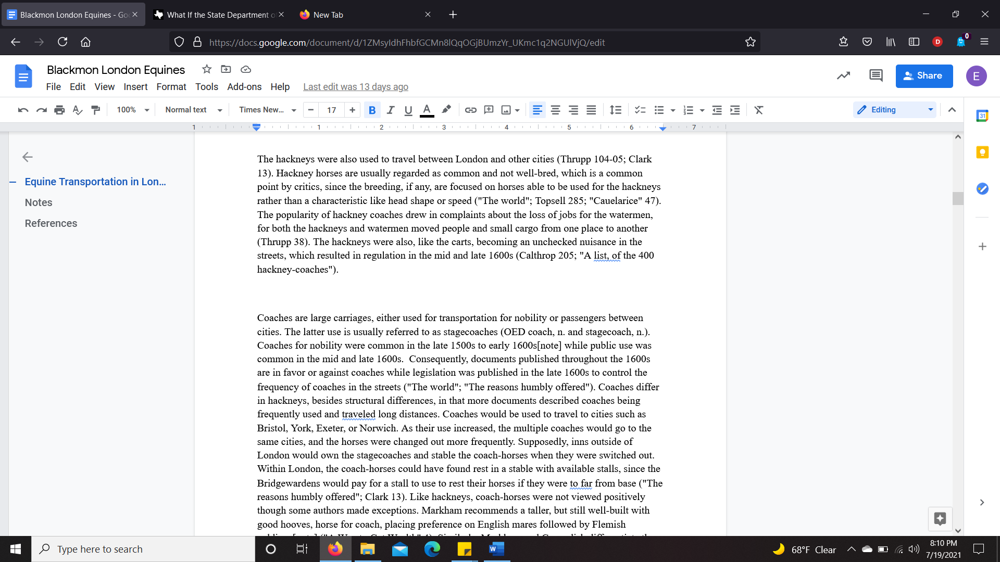 Blackmon London Equines - Goo
What If the State Department o
New Tab
https://docs.google.com/document/d/1ZMsyIdhFhbfGCMn8lQqOGjBUmzYr_UKmc1q2NGUlVjQ/edit
D
0
Blackmon London Equines
Share
E
File Edit View Insert Format Tools Add-ons Help Last edit was 13 days ago
100% Normal text Times New... 17 B I U A Editing
31
1 1 2 3 4 5 6 7
Equine Transportation in Lon...
Notes
References
The hackneys were also used to travel between London and other cities (Thrupp 104-05; Clark
13). Hackney horses are usually regarded as common and not well-bred, which is a common
point by critics, since the breeding, if any, are focused on horses able to be used for the hackneys
rather than a characteristic like head shape or speed ("The world"; Topsell 285; "Cauelarice" 47).
The popularity of hackney coaches drew in complaints about the loss of jobs for the watermen,
for both the hackneys and watermen moved people and small cargo from one place to another
(Thrupp 38). The hackneys were also, like the carts, becoming an unchecked nuisance in the
streets, which resulted in regulation in the mid and late 1600s (Calthrop 205; "A list, of the 400
hackney-coaches").
Coaches are large carriages, either used for transportation for nobility or passengers between
cities. The latter use is usually referred to as stagecoaches (OED coach, n. and stagecoach, n.).
Coaches for nobility were common in the late 1500s to early 1600s[note] while public use was
common in the mid and late 1600s.  Consequently, documents published throughout the 1600s
are in favor or against coaches while legislation was published in the late 1600s to control the
frequency of coaches in the streets ("The world"; "The reasons humbly offered"). Coaches differ
in hackneys, besides structural differences, in that more documents described coaches being
frequently used and traveled long distances. Coaches would be used to travel to cities such as
Bristol, York, Exeter, or Norwich. As their use increased, the multiple coaches would go to the
same cities, and the horses were changed out more frequently. Supposedly, inns outside of
London would own the stagecoaches and stable the coach-horses when they were switched out.
Within London, the coach-horses could have found rest in a stable with available stalls, since the
Bridgewardens would pay for a stall to use to rest their horses if they were to far from base ("The
reasons humbly offered"; Clark 13). Like hackneys, coach-horses were not viewed positively
though some authors made exceptions. Markham recommends a taller, but still well-built with
good hooves, horse for coach, placing preference on English mares followed by Flemish
Type here to search
W
68°F Clear
8:10 PM
7/19/2021